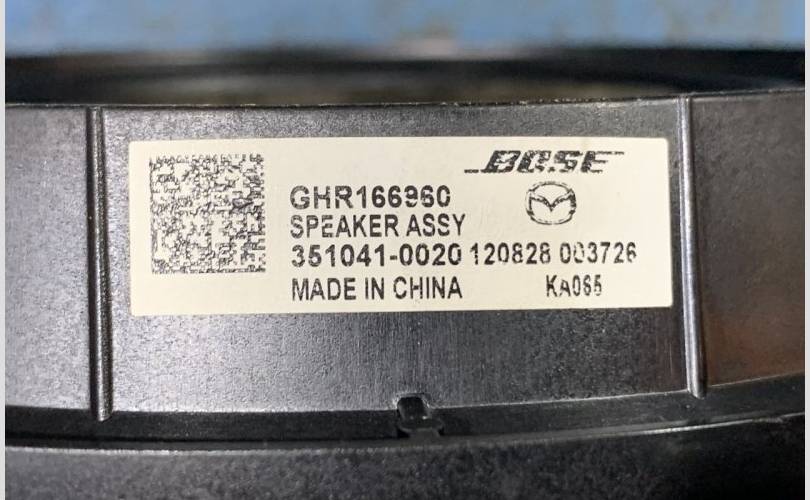 BOSE
GHR166960
SPEAKER ASSY
351041-0020 120828 003726
MADE IN CHINA KA065